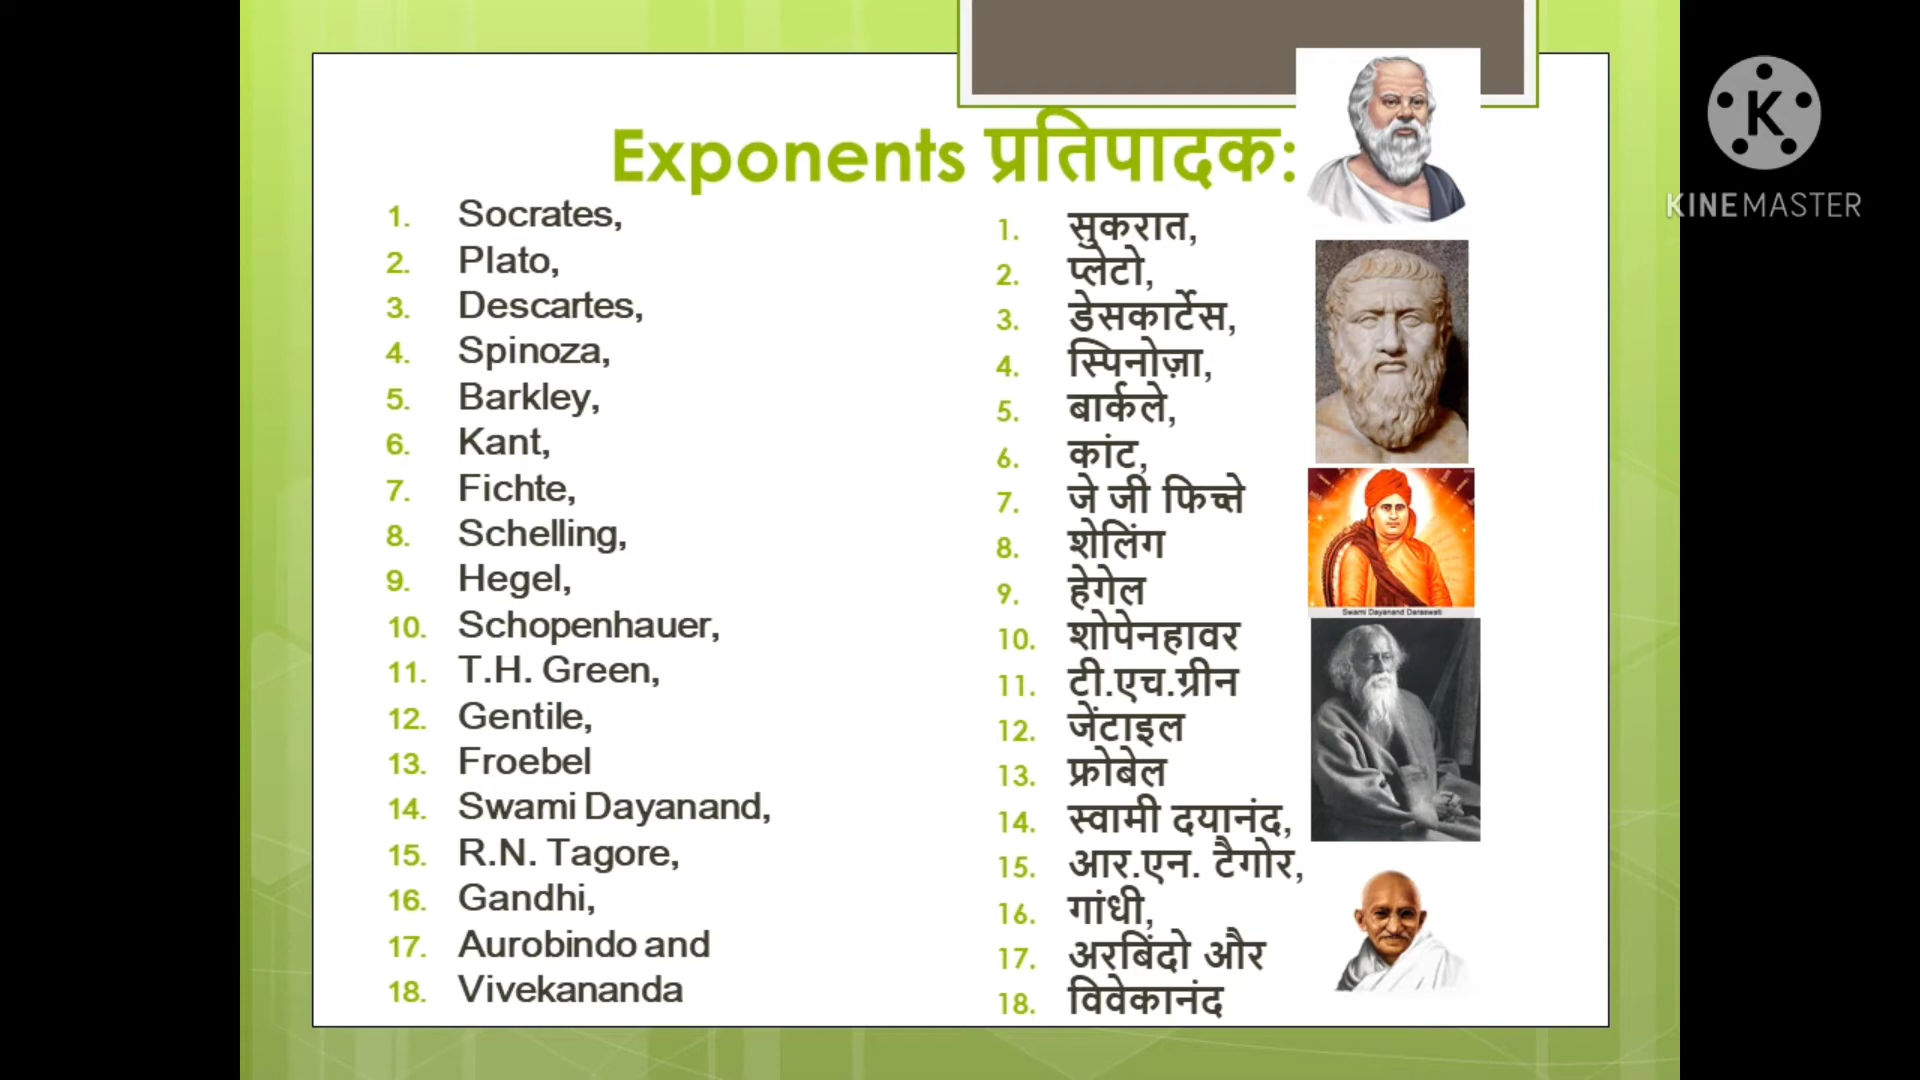 Exponents प्रतिपादक:
1. Socrates,
2. Plato,
3. Descartes,
4. Spinoza,
5. Barkley,
6. Kant,
7. Fichte,
8. Schelling,
9. Hegel,
10. Schopenhauer,
11. T.H. Green,
12. Gentile,
13. Froebel
14. Swami Dayanand,
15. R.N. Tagore,
16. Gandhi,
17. Aurobindo and
18. Vivekananda
1. सुकरात,
2. प्लेटो,
3. डेसकार्टेस,
4. स्पिनोज़ा,
5. बार्कले,
6. कांट,
7. जे जी फिच्ते
8. शेलिंग
9. हेगेल
10. शोपेनहावर
11. टी.एच.ग्रीन
12. जेंटाइल
13. फ्रोबेल
14. स्वामी दयानंद,
15. आर.एन. टैगोर,
16. गांधी,
17. अरबिंदो और
18. विवेकानंद
Swami Dayanand Daraswati
K
KINEMASTER